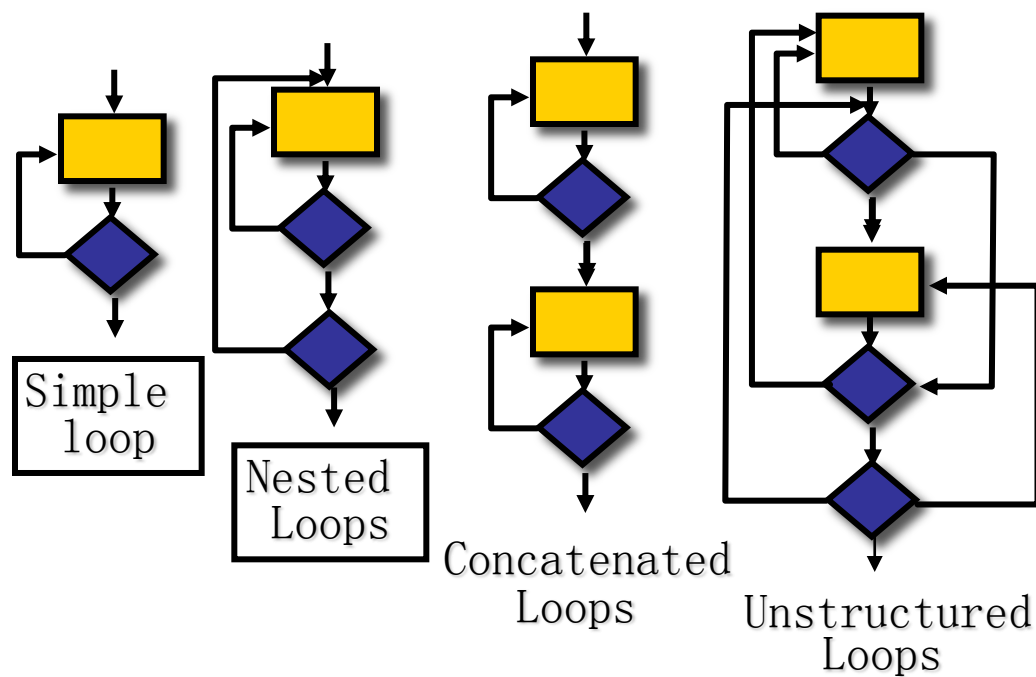 Simple
loop
Nested
Loops
Concatenated
Loops
Unstructured
Loops